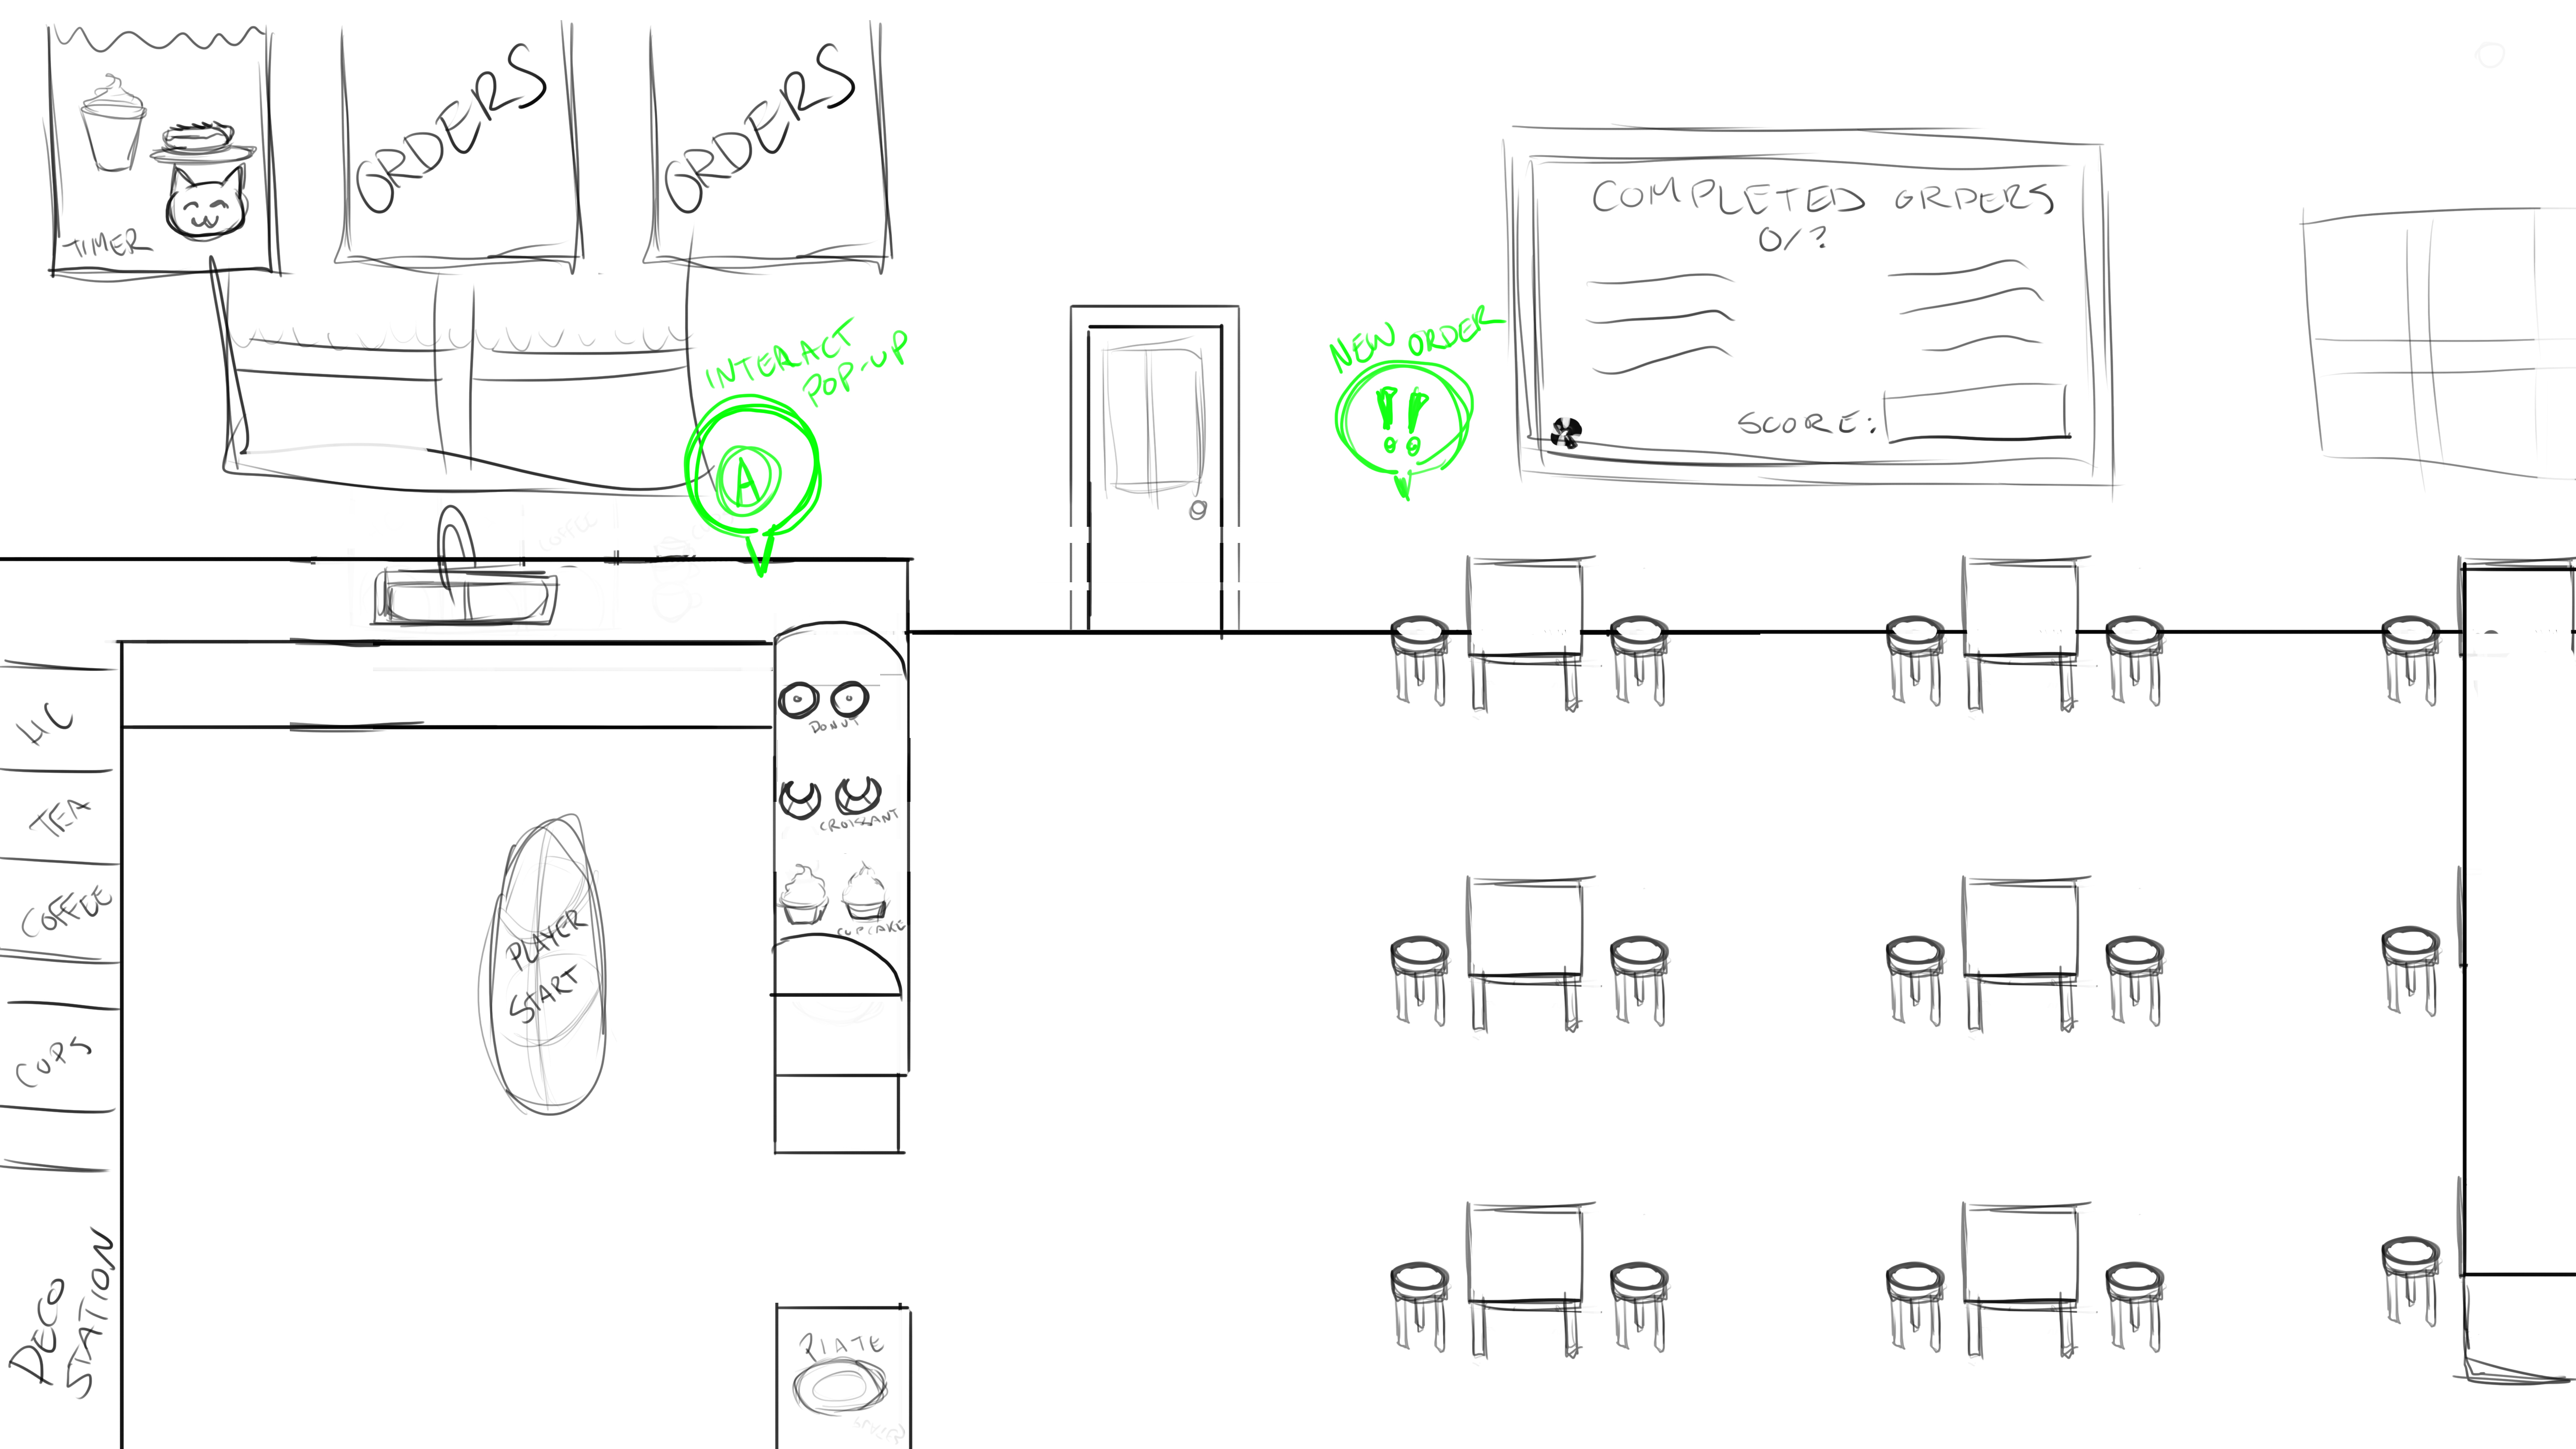 TIMER
ORDERS
ORDERS
INTERACT
POP-UP
A
NEW ORDER
!!
COMPLETED ORDERS
0/?
SCORE:
COFFEE
HC
TEA
COFFEE
CUPS
DECO
STATION
PLAYER
START
DONUT
CROISSANT
CUPCAKE
PLATE